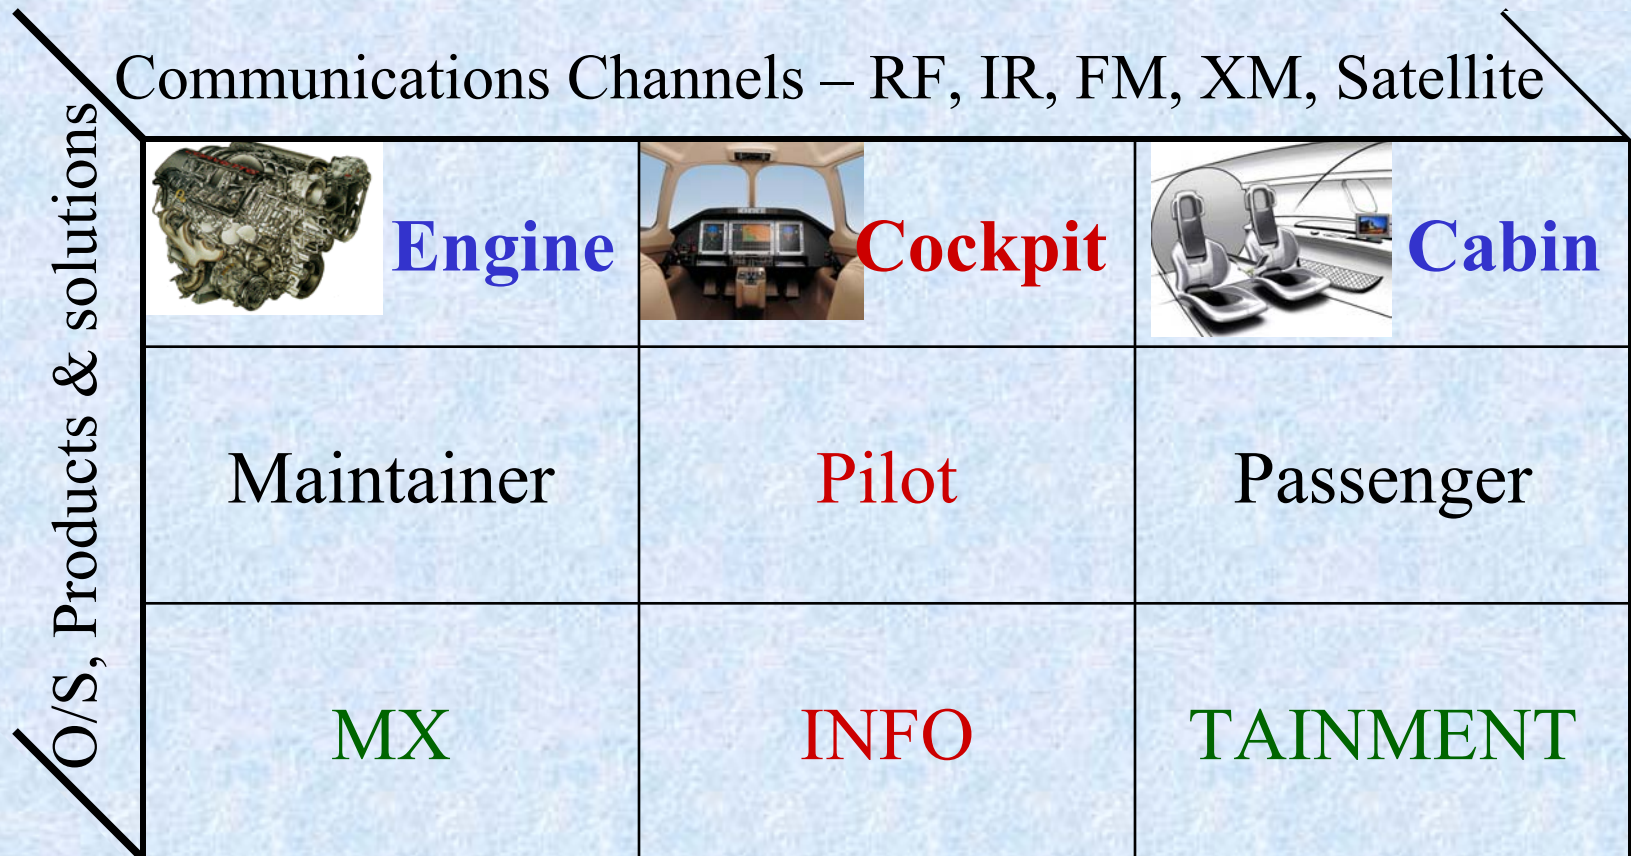 Communications Channels – RF, IR, FM, XM, Satellite
O/S, Products & solutions
Engine
Cockpit
Cabin
Maintainer
Pilot
Passenger
MX
INFO
TAINMENT